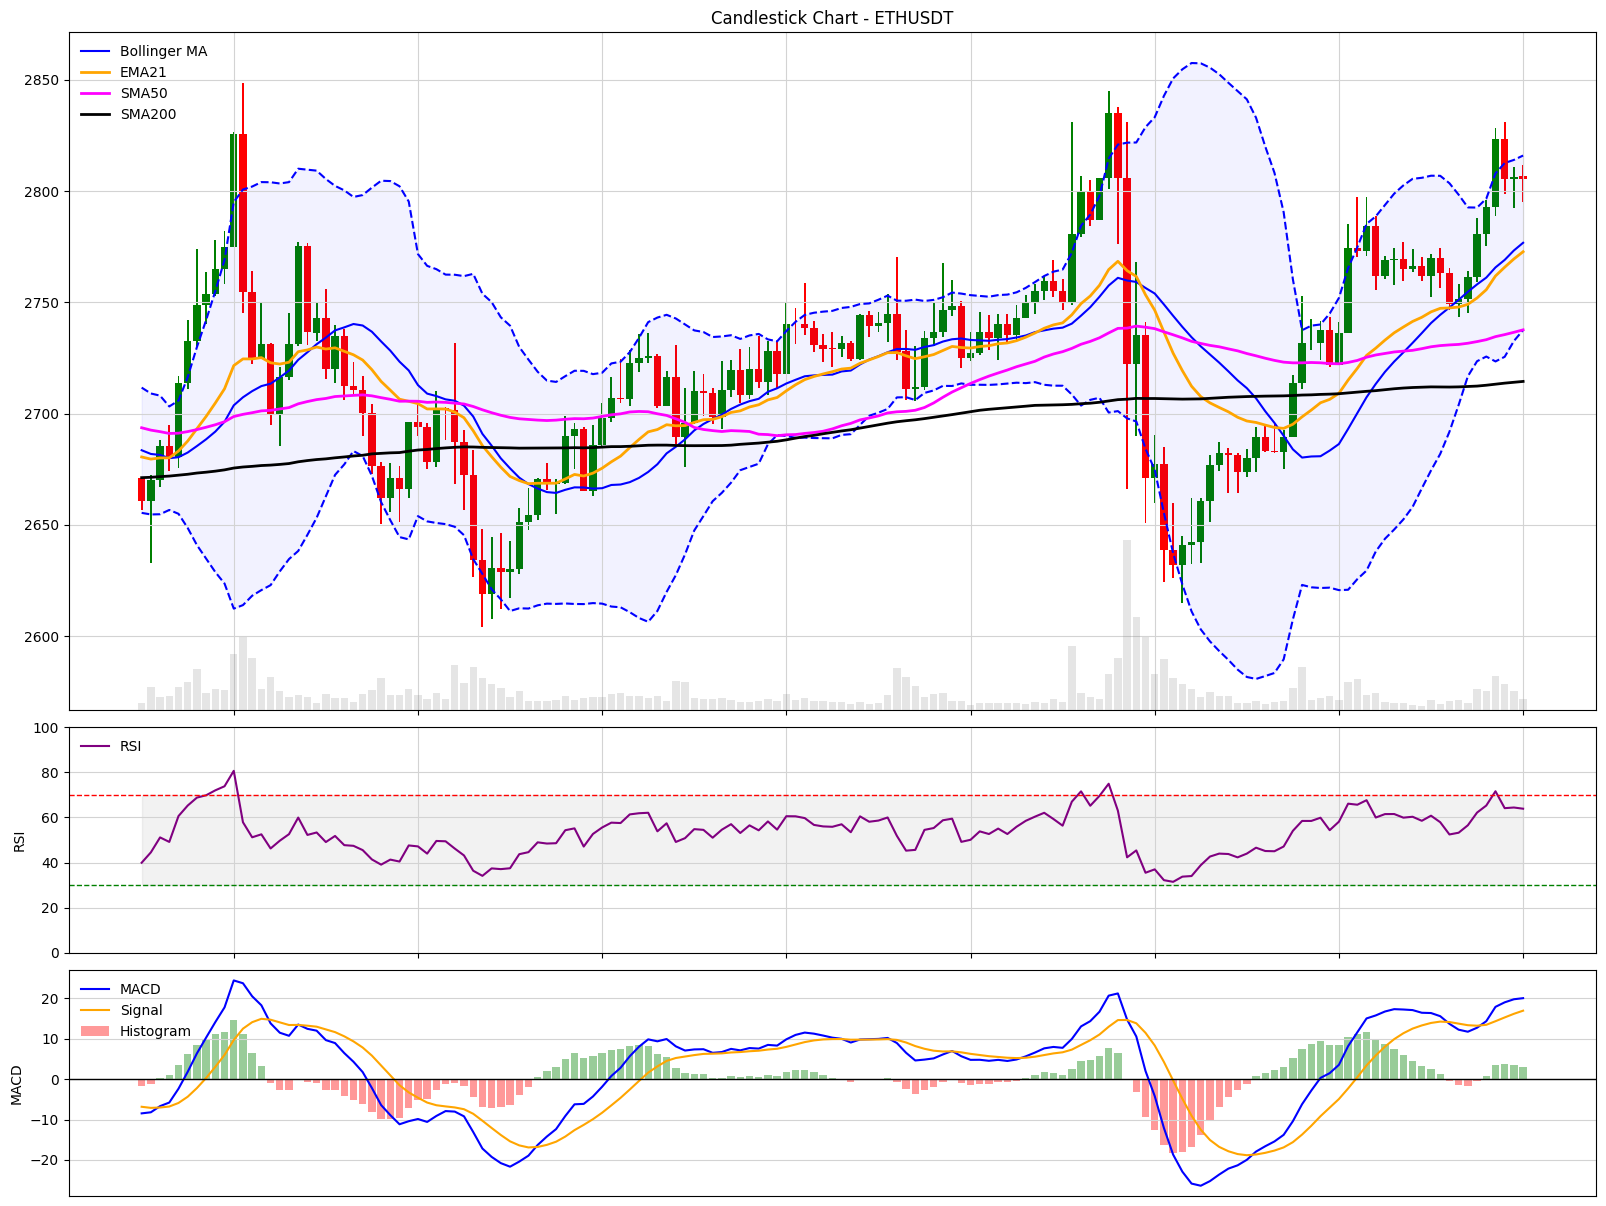 Candlestick Chart - ETHUSDT
Bollinger MA
EMA21
SMA50
SMA200
2850
2800
2750
2700
2650
2600
RSI
100
80
60
40
20
0
RSI
MACD
Signal
Histogram
20
10
0
−10
−20
MACD